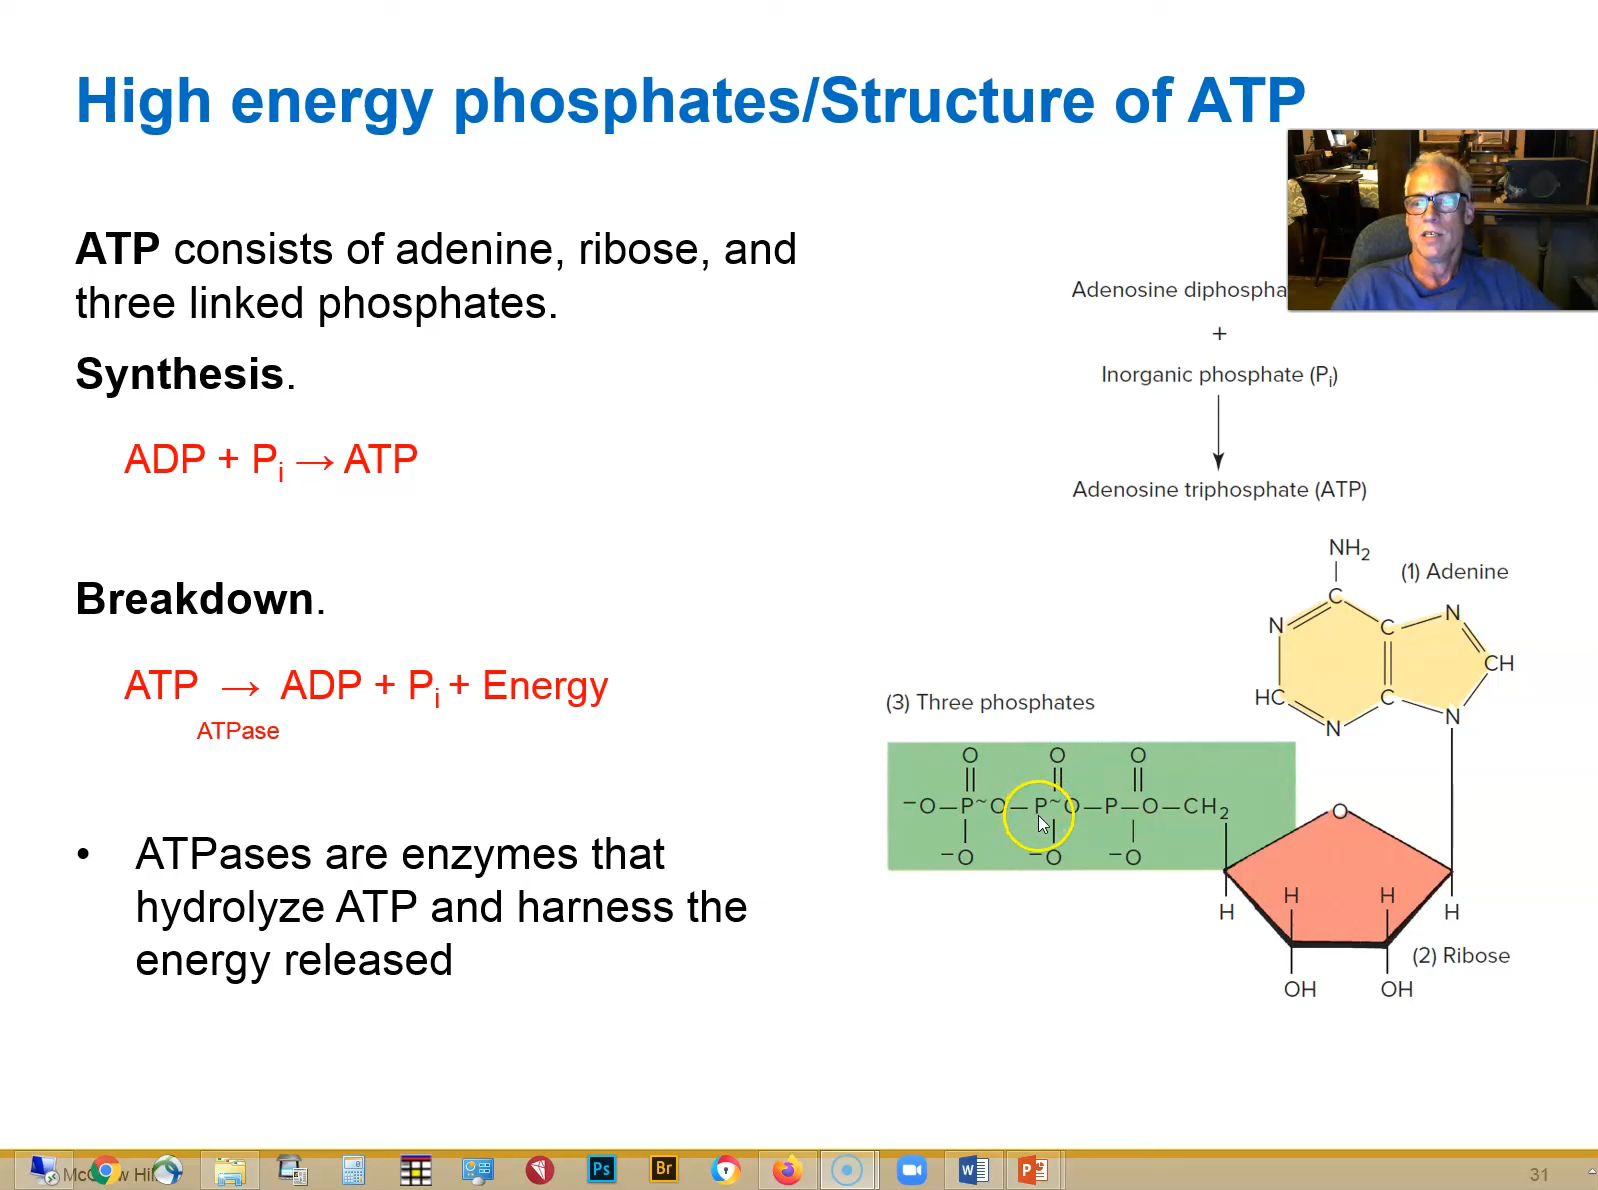 High energy phosphates/Structure of ATP
ATP consists of adenine, ribose, and
three linked phosphates.
Synthesis.
ADP + Pi → ATP
Breakdown.
ATP → ADP + Pi + Energy
ATPase
• ATPases are enzymes that
hydrolyze ATP and harness the
energy released
Adenosine diphospha
+
Inorganic phosphate (Pi)
Adenosine triphosphate (ATP)
NH2
(1) Adenine
C
N
N
C
CH
HC
C
N
N
(3) Three phosphates
O O O
−O—P~O—P~O—P—O—CH2
−O −O −O
O
H H H H
(2) Ribose
OH OH
Ps
Br
W
P
31